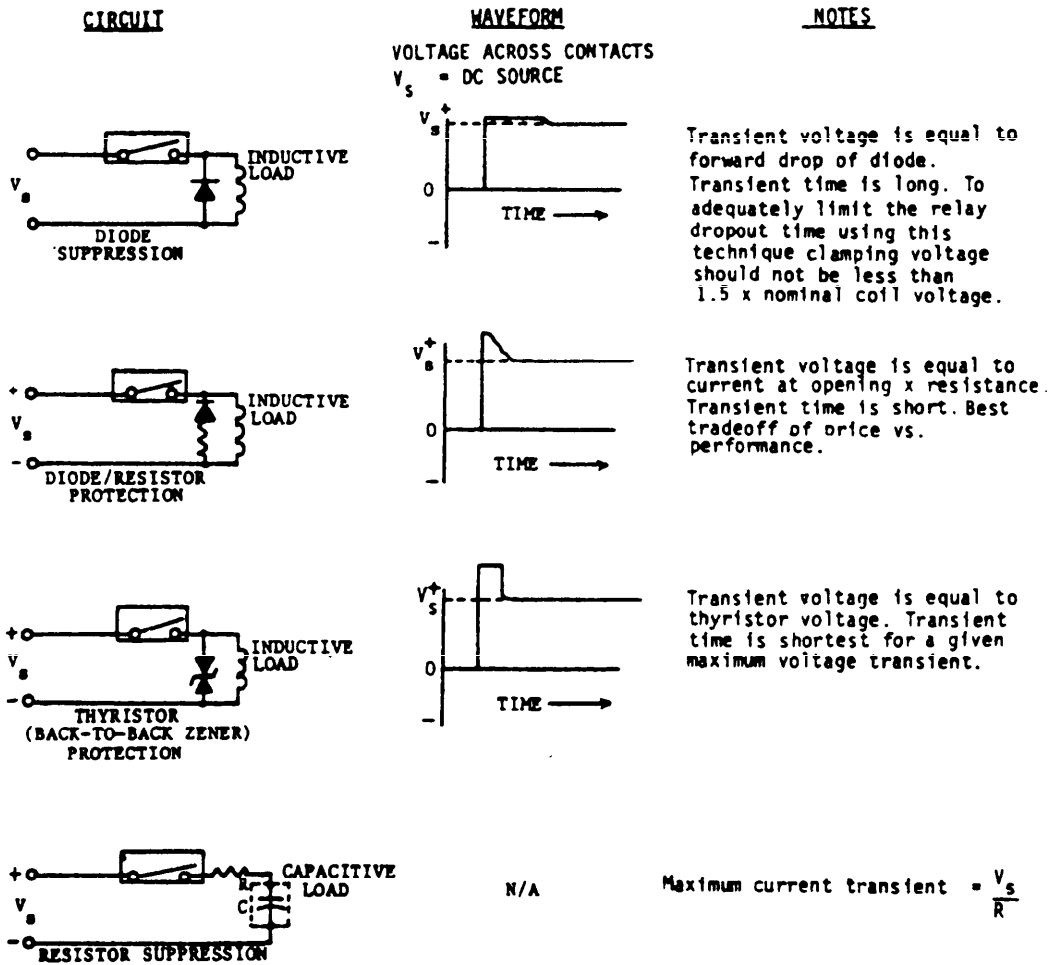 CIRCUIT
WAVEFORM
NOTES
VOLTAGE ACROSS CONTACTS
Vs = DC SOURCE
Vs
INDUCTIVE
LOAD
DIODE
SUPPRESSION
Vs+
0
TIME
-
Transient voltage is equal to
forward drop of diode.
Transient time is long. To
adequately limit the relay
dropout time using this
technique clamping voltage
should not be less than
1.5 x nominal coil voltage.
+
Vs
-
INDUCTIVE
LOAD
DIODE/RESISTOR
PROTECTION
Vs+
0
TIME
-
Transient voltage is equal to
current at opening x resistance.
Transient time is short. Best
tradeoff of price vs.
performance.
+
Vs
-
INDUCTIVE
LOAD
THYRISTOR
(BACK-TO-BACK ZENER)
PROTECTION
Vs+
0
TIME
-
Transient voltage is equal to
thyristor voltage. Transient
time is shortest for a given
maximum voltage transient.
+
Vs
-
R
C
CAPACITIVE
LOAD
RESISTOR SUPPRESSION
N/A
Maximum current transient = Vs
R